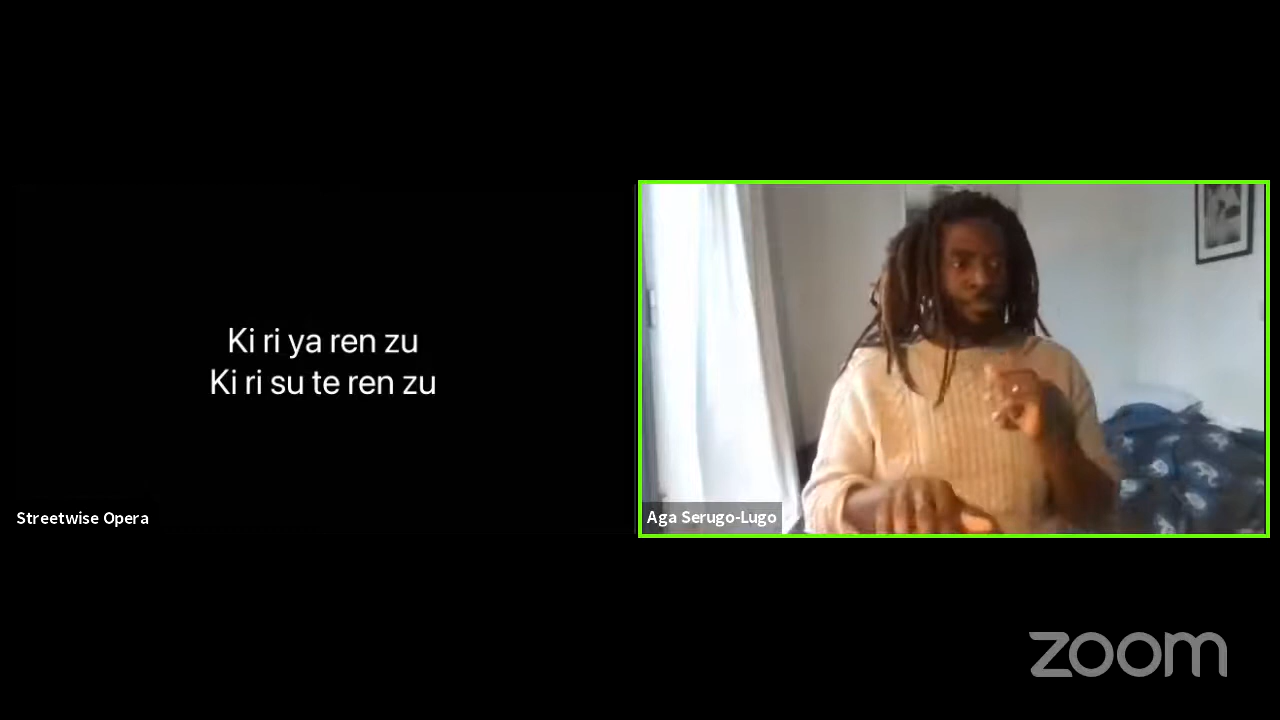 Ki ri ya ren zu
Ki ri su te ren zu
Streetwise Opera
Aga Serugo-Lugo
zoom